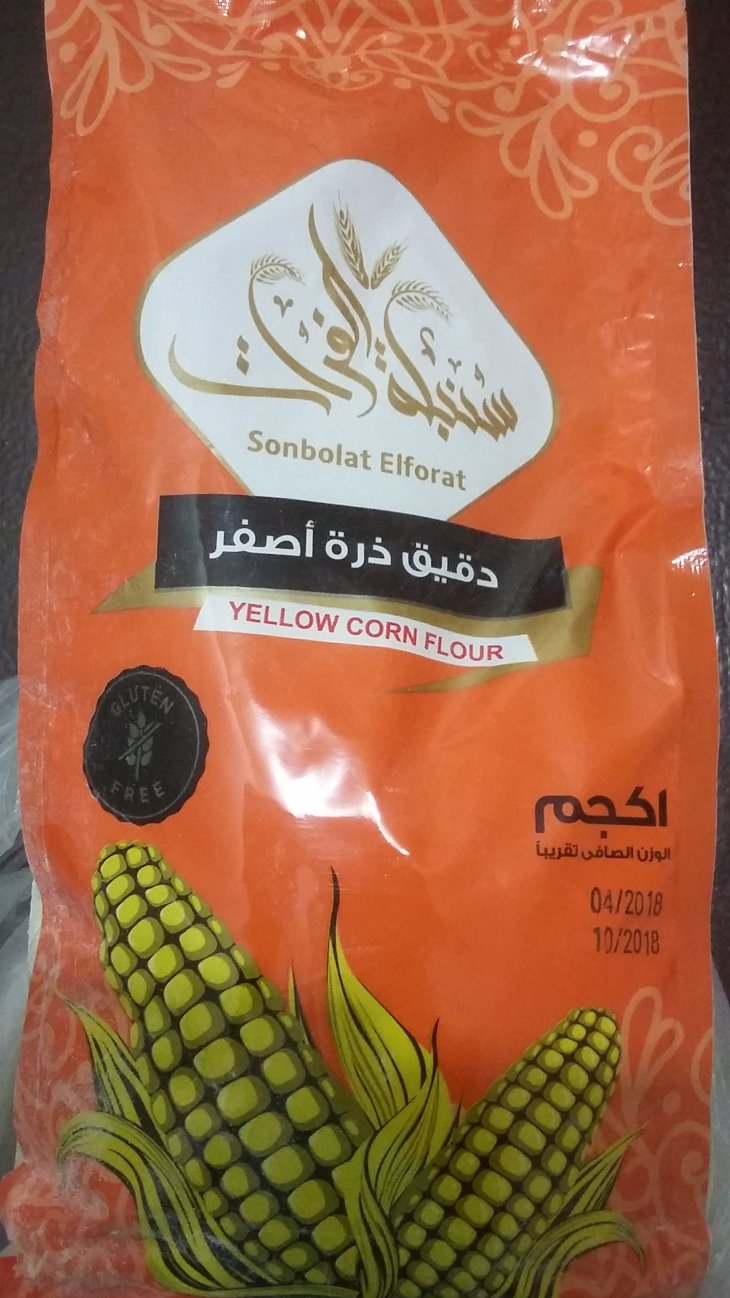 سنبلة الفرات
Sonbolat Elforat
دقيق ذرة أصفر
YELLOW CORN FLOUR
GLUTEN
FREE
1كجم
الوزن الصافى تقريباً
04/2018
10/2018